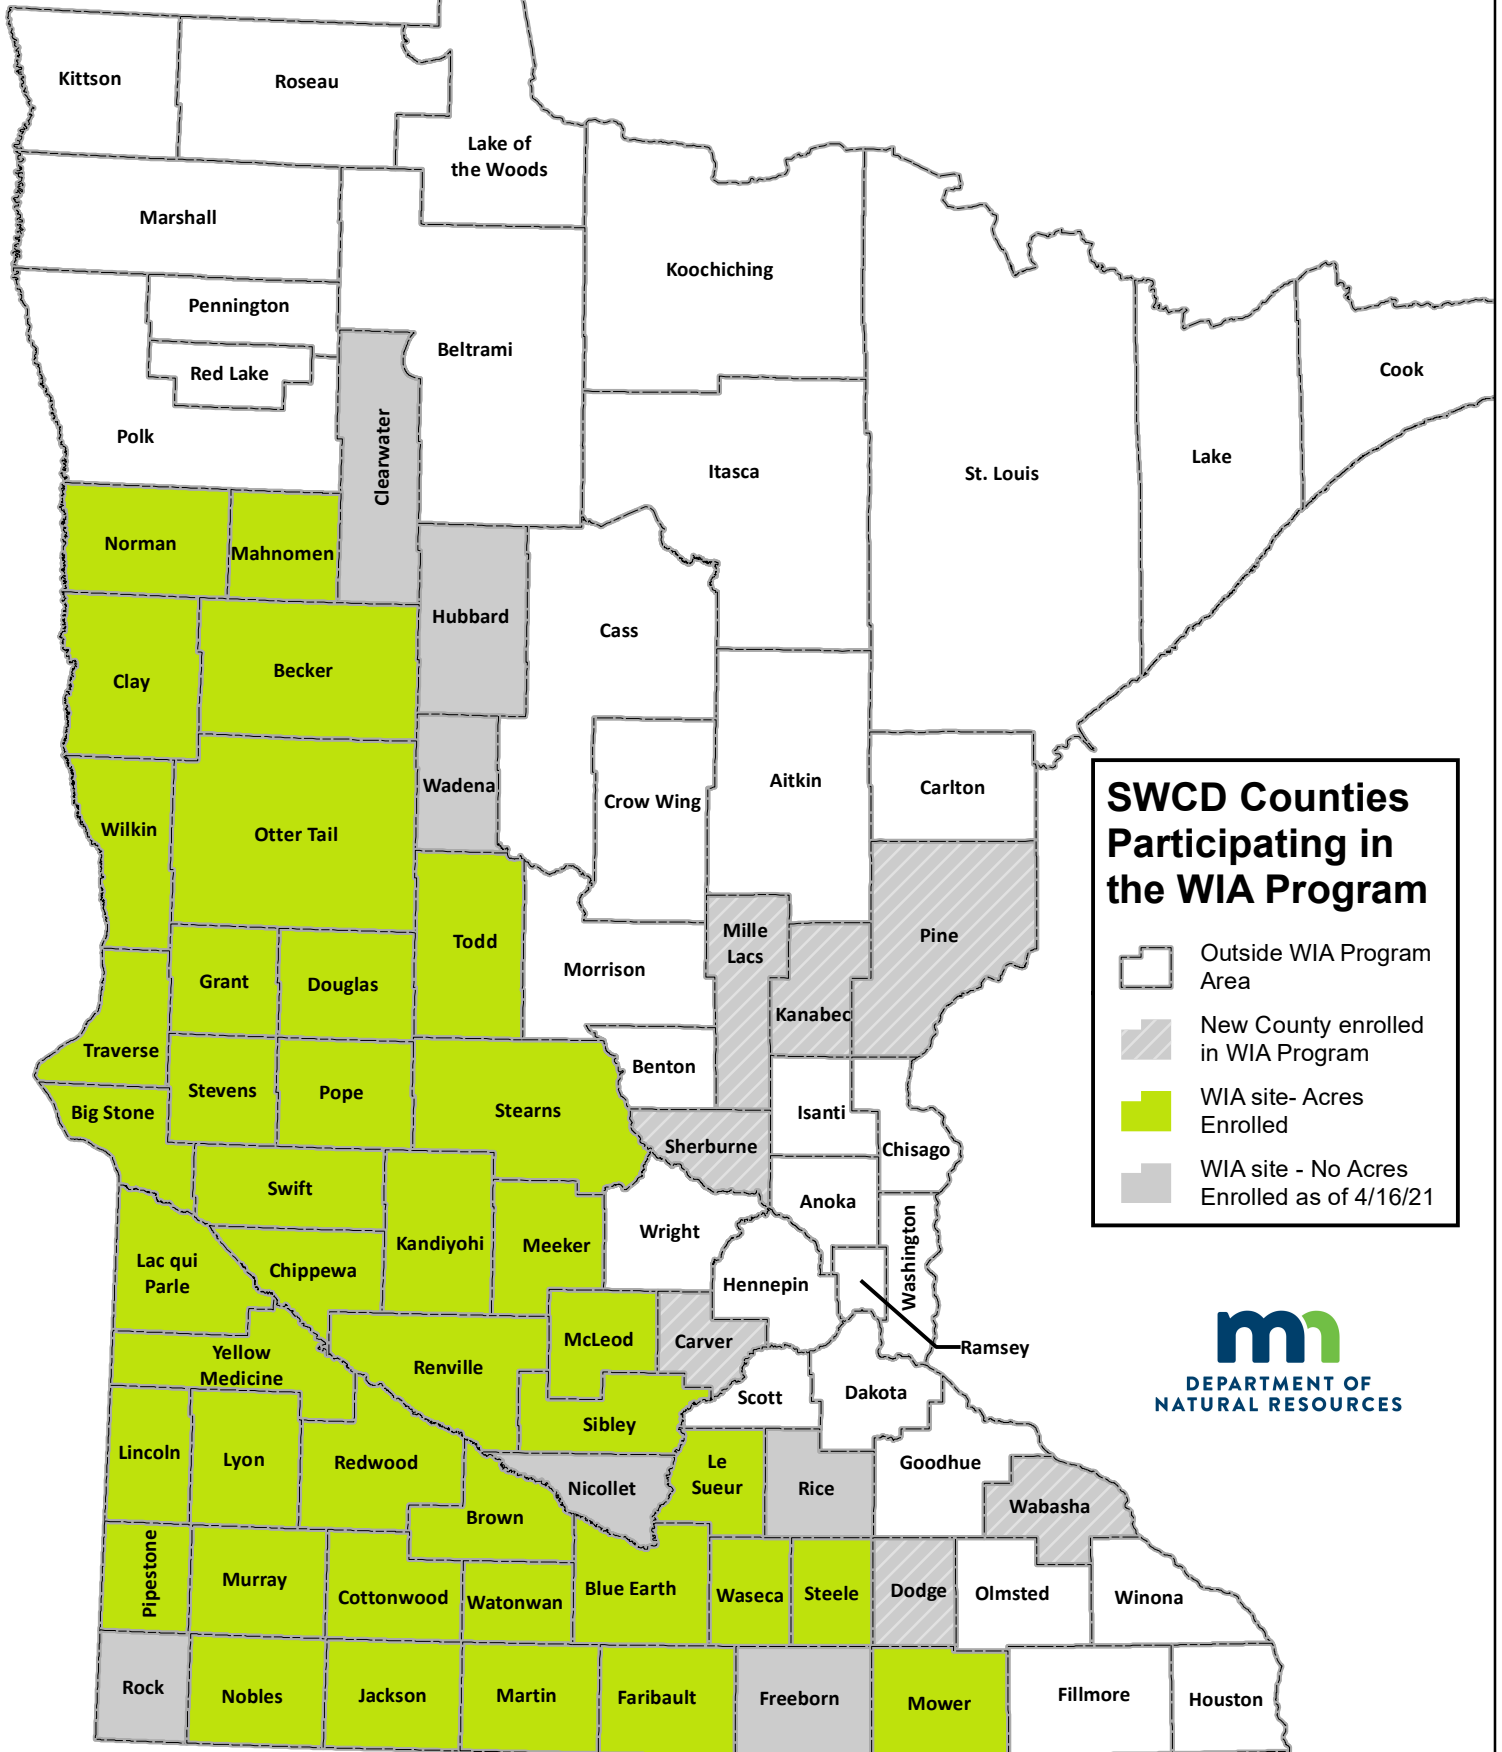 Kittson
Roseau
Lake of
the Woods
Marshall
Koochiching
Pennington
Beltrami
Red Lake
Cook
Polk
Clearwater
Itasca
St. Louis
Lake
Norman
Mahnomen
Hubbard
Cass
Clay
Becker
Wadena
Crow Wing
Aitkin
Carlton
Wilkin
Otter Tail
SWCD Counties
Participating in
the WIA Program
Outside WIA Program
Area
New County enrolled
in WIA Program
WIA site- Acres
Enrolled
WIA site - No Acres
Enrolled as of 4/16/21
Todd
Mille
Lacs
Pine
Morrison
Grant
Douglas
Kanabec
Traverse
Stevens
Pope
Benton
Big Stone
Stearns
Isanti
Sherburne
Chisago
Swift
Anoka
Wright
Kandiyohi
Meeker
Washington
Lac qui
Parle
Chippewa
Hennepin
McLeod
Carver
Ramsey
Yellow
Medicine
Renville
Scott
Dakota
DEPARTMENT OF
NATURAL RESOURCES
Sibley
Lincoln
Lyon
Redwood
Le
Sueur
Goodhue
Nicollet
Rice
Wabasha
Brown
Pipestone
Murray
Cottonwood
Watonwan
Blue Earth
Waseca
Steele
Dodge
Olmsted
Winona
Rock
Nobles
Jackson
Martin
Faribault
Freeborn
Mower
Fillmore
Houston
mn